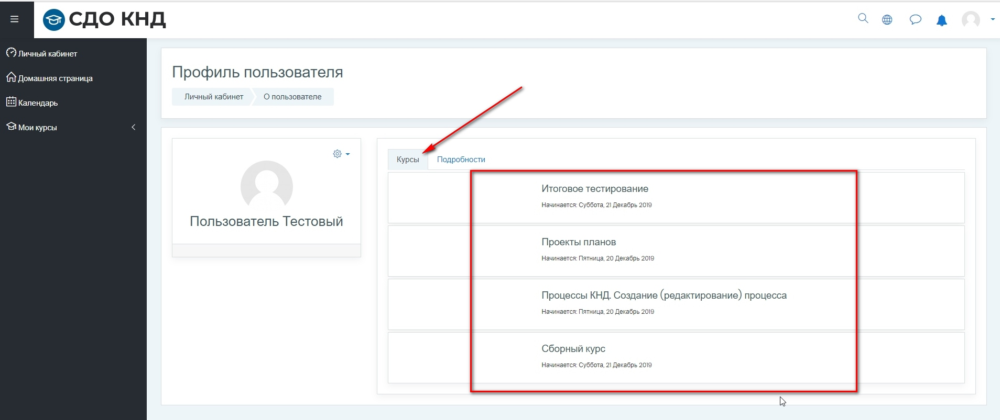 СДО КНД
Личный кабинет
Домашняя страница
Календарь
Мои курсы
Профиль пользователя
Личный кабинет
О пользователе
Пользователь Тестовый
Курсы
Подробности
Итоговое тестирование
Начинается: Суббота, 21 Декабрь 2019
Проекты планов
Начинается: Пятница, 20 Декабрь 2019
Процессы КНД. Создание (редактирование) процесса
Начинается: Пятница, 20 Декабрь 2019
Сборный курс
Начинается: Суббота, 21 Декабрь 2019